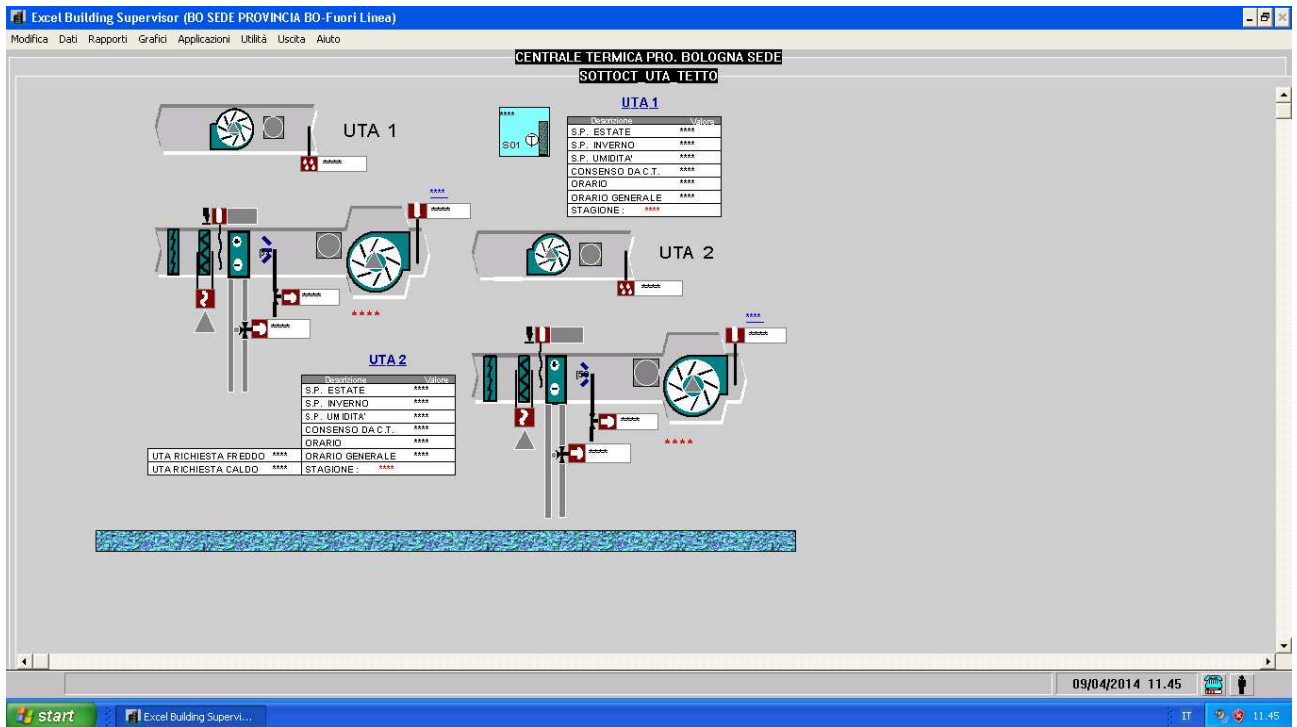 Excel Building Supervisor (BO SEDE PROVINCIA BO-Fuori Linea)
Modifica Dati Rapporti Grafici Applicazioni Utilità Uscita Aiuto
CENTRALE TERMICA PRO. BOLOGNA SEDE
SOTTOCT_UTA_TETTO
UTA 1
****
S01 T
UTA 1
Descrizione Valore
S.P. ESTATE ****
S.P. INVERNO ****
S.P. UMIDITA' ****
CONSENSO DA C.T. ****
ORARIO ****
ORARIO GENERALE ****
STAGIONE : ****
****
****
****
****
****
****
UTA 2
****
****
****
****
****
****
UTA 2
Descrizione Valore
S.P. ESTATE ****
S.P. INVERNO ****
S.P. UMIDITA' ****
CONSENSO DA C.T. ****
ORARIO ****
UTA RICHIESTA FREDDO **** ORARIO GENERALE ****
UTA RICHIESTA CALDO **** STAGIONE : ****
09/04/2014 11.45
start Excel Building Supervi... IT 11.45